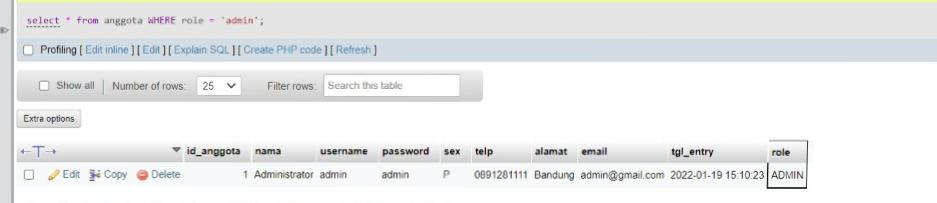 select * from anggota WHERE role = 'admin';
Profiling [ Edit inline ] [ Edit ] [ Explain SQL ] [ Create PHP code ] [ Refresh ]
Show all Number of rows: 25 Filter rows: Search this table
Extra options
←T→ id_anggota nama username password sex telp alamat email tgl_entry role
Edit Copy Delete 1 Administrator admin admin P 0891281111 Bandung admin@gmail.com 2022-01-19 15:10:23 ADMIN